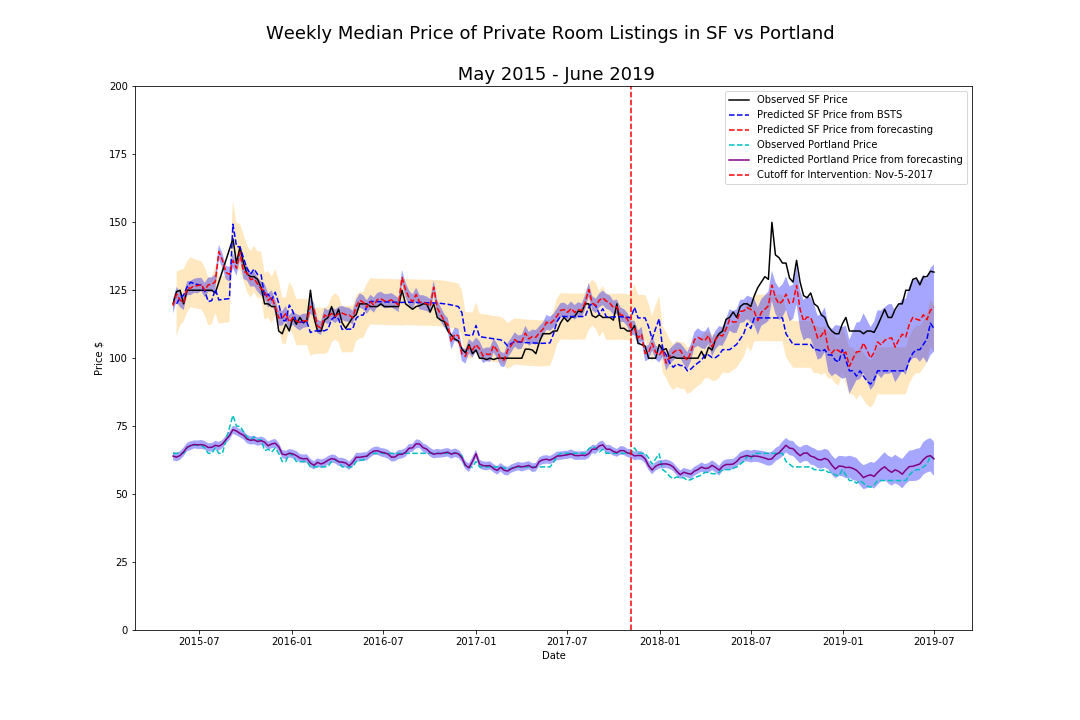 Weekly Median Price of Private Room Listings in SF vs Portland
May 2015 - June 2019
Observed SF Price
Predicted SF Price from BSTS
Predicted SF Price from forecasting
Observed Portland Price
Predicted Portland Price from forecasting
Cutoff for Intervention: Nov-5-2017
200
175
150
125
100
75
50
25
0
Price $
2015-07 2016-01 2016-07 2017-01 2017-07 2018-01 2018-07 2019-01 2019-07
Date